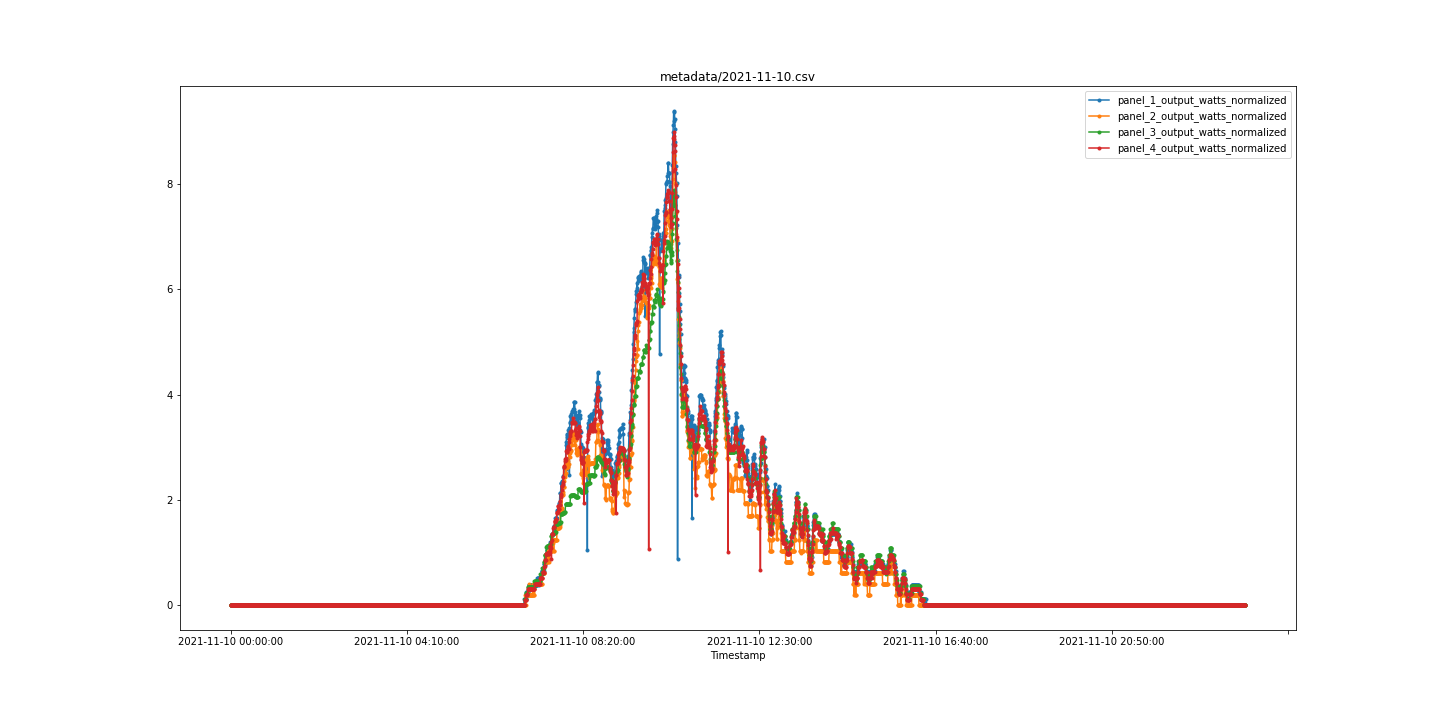 metadata/2021-11-10.csv
panel_1_output_watts_normalized
panel_2_output_watts_normalized
panel_3_output_watts_normalized
panel_4_output_watts_normalized
8
6
4
2
0
2021-11-10 00:00:00 2021-11-10 04:10:00 2021-11-10 08:20:00 2021-11-10 12:30:00 2021-11-10 16:40:00 2021-11-10 20:50:00
Timestamp